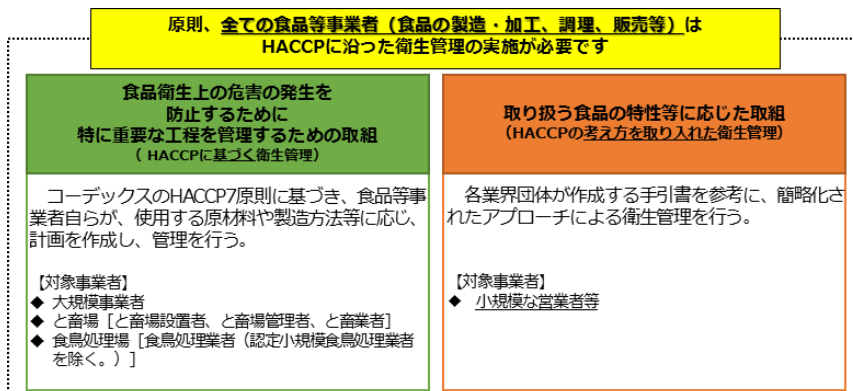 原則、全ての食品等事業者（食品の製造・加工、調理、販売等）は
HACCPに沿った衛生管理の実施が必要です
食品衛生上の危害の発生を
防止するために
特に重要な工程を管理するための取組
（ HACCPに基づく衛生管理）
コーデックスのHACCP7原則に基づき、食品等事
業者自らが、使用する原材料や製造方法等に応じ、
計画を作成し、管理を行う。
【対象事業者】
◆ 大規模事業者
◆ と畜場［と畜場設置者、と畜場管理者、と畜業者］
◆ 食鳥処理場［食鳥処理業者（認定小規模食鳥処理業者
を除く。）］
取り扱う食品の特性等に応じた取組
（HACCPの考え方を取り入れた衛生管理）
各業界団体が作成する手引書を参考に、簡略化さ
れたアプローチによる衛生管理を行う。
【対象事業者】
◆ 小規模な営業者等